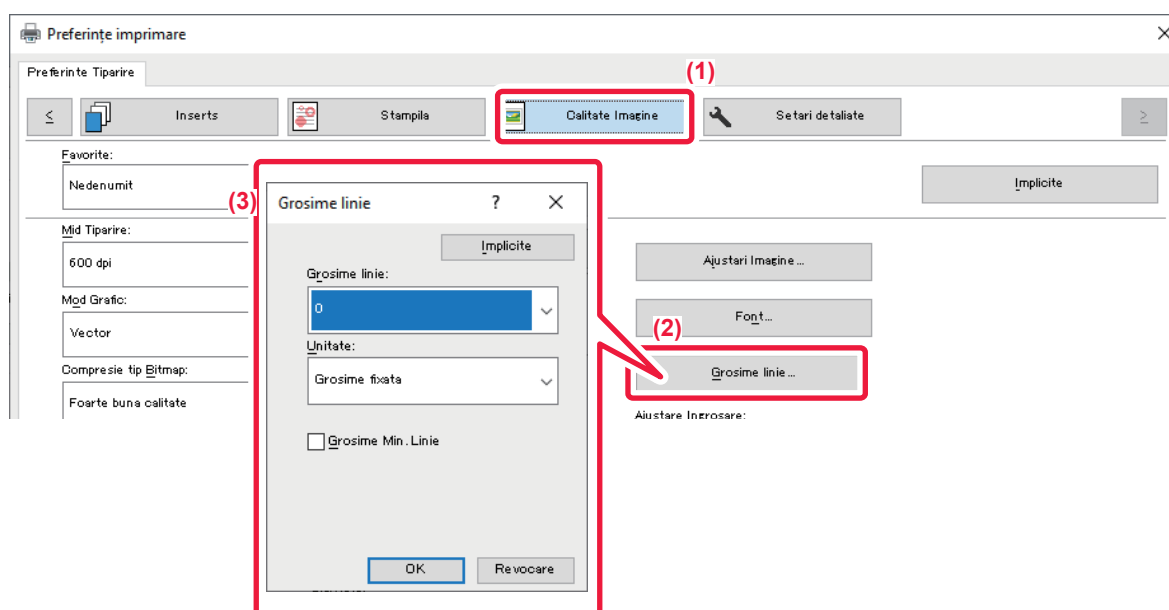 Preferințe imprimare
Preferinte Tiparire
(1)
< Inserts Stampila Calitate Imagine Setari detaliate >
Favorite:
Nedenumit
Implicite
(3)
Grosime linie ?
Implicite
Grosime linie:
0
Unitate:
Grosime fixata
Grosime Min. Linie
OK Revocare
Mid Tiparire:
600 dpi
Mod Grafic:
Vector
Compresie tip Bitmap:
Foarte buna calitate
Ajustari Imagine...
Font...
(2)
Grosime linie...
Ajustare Ingrosare: